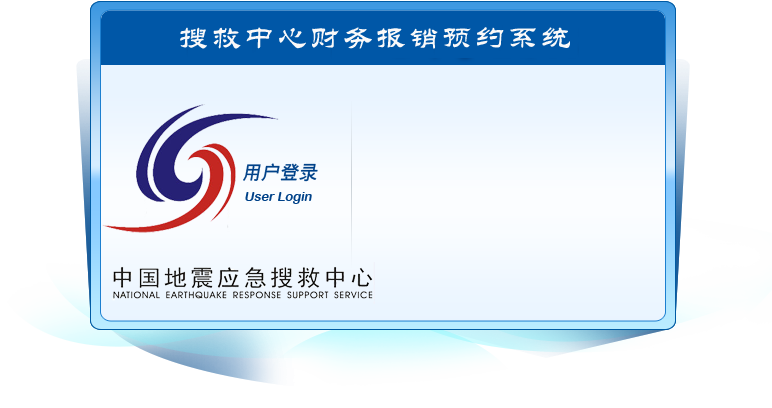 搜救中心财务报销预约系统
用户登录
User Login
中国地震应急搜救中心
NATIONAL EARTHQUAKE RESPONSE SUPPORT SERVICE